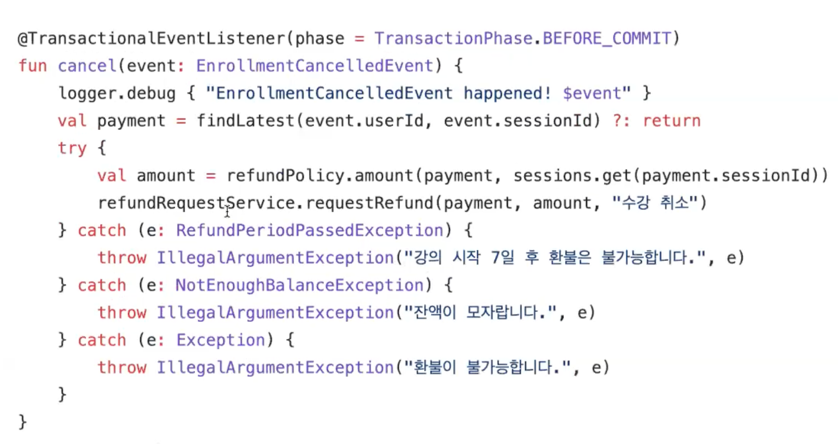 @TransactionalEventListener(phase = TransactionPhase.BEFORE_COMMIT)
fun cancel(event: EnrollmentCancelledEvent) {
    logger.debug { "EnrollmentCancelledEvent happened! $event" }
    val payment = findLatest(event.userId, event.sessionId) ?: return
    try {
        val amount = refundPolicy.amount(payment, sessions.get(payment.sessionId))
        refundRequestService.requestRefund(payment, amount, "수강 취소")
    } catch (e: RefundPeriodPassedException) {
        throw IllegalArgumentException("강의 시작 7일 후 환불은 불가능합니다.", e)
    } catch (e: NotEnoughBalanceException) {
        throw IllegalArgumentException("잔액이 모자랍니다.", e)
    } catch (e: Exception) {
        throw IllegalArgumentException("환불이 불가능합니다.", e)
    }
}